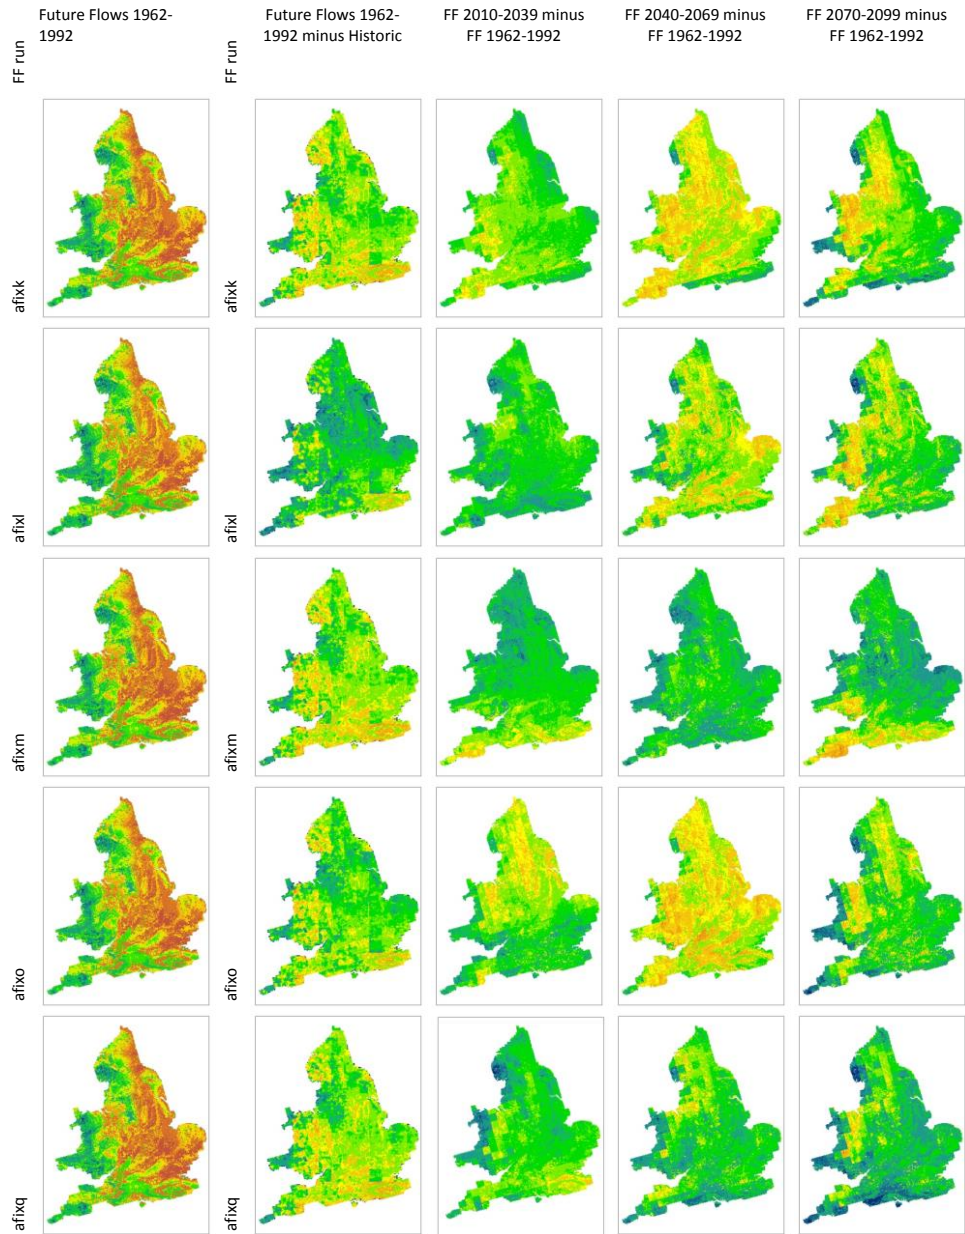 FF run
Future Flows 1962-
1992
FF run
Future Flows 1962-
1992 minus Historic
FF 2010-2039 minus
FF 1962-1992
FF 2040-2069 minus
FF 1962-1992
FF 2070-2099 minus
FF 1962-1992
afixk
afixk
afixl
afixl
afixm
afixm
afixo
afixo
afixq
afixq